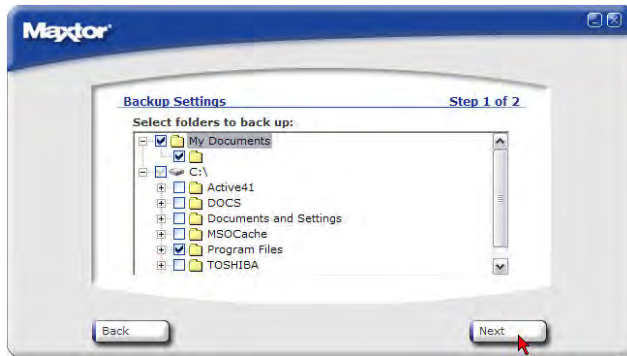 Maxtor
Backup Settings Step 1 of 2
Select folders to back up:
My Documents
C:\
Active41
DOCS
Documents and Settings
MSOCache
Program Files
TOSHIBA
Back Next